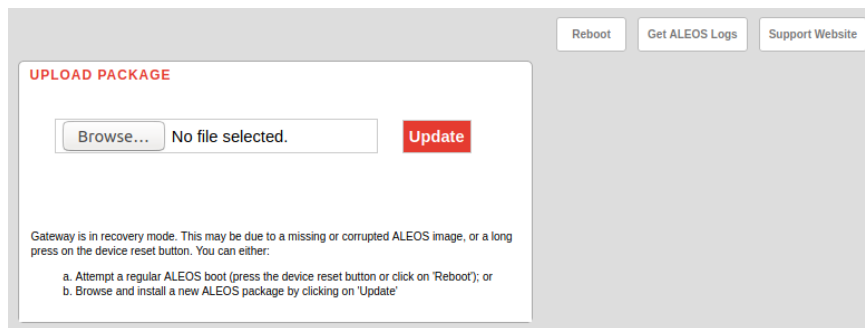 Reboot
Get ALEOS Logs
Support Website
UPLOAD PACKAGE
Browse... No file selected.
Update
Gateway is in recovery mode. This may be due to a missing or corrupted ALEOS image, or a long
press on the device reset button. You can either:
a. Attempt a regular ALEOS boot (press the device reset button or click on 'Reboot'); or
b. Browse and install a new ALEOS package by clicking on 'Update'